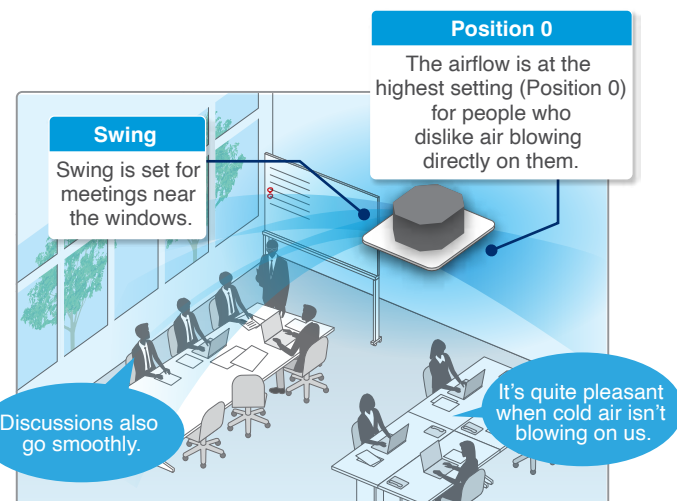 Position 0
The airflow is at the
highest setting (Position 0)
for people who
dislike air blowing
directly on them.
Swing
Swing is set for
meetings near
the windows.
Discussions also
go smoothly.
It's quite pleasant
when cold air isn't
blowing on us.